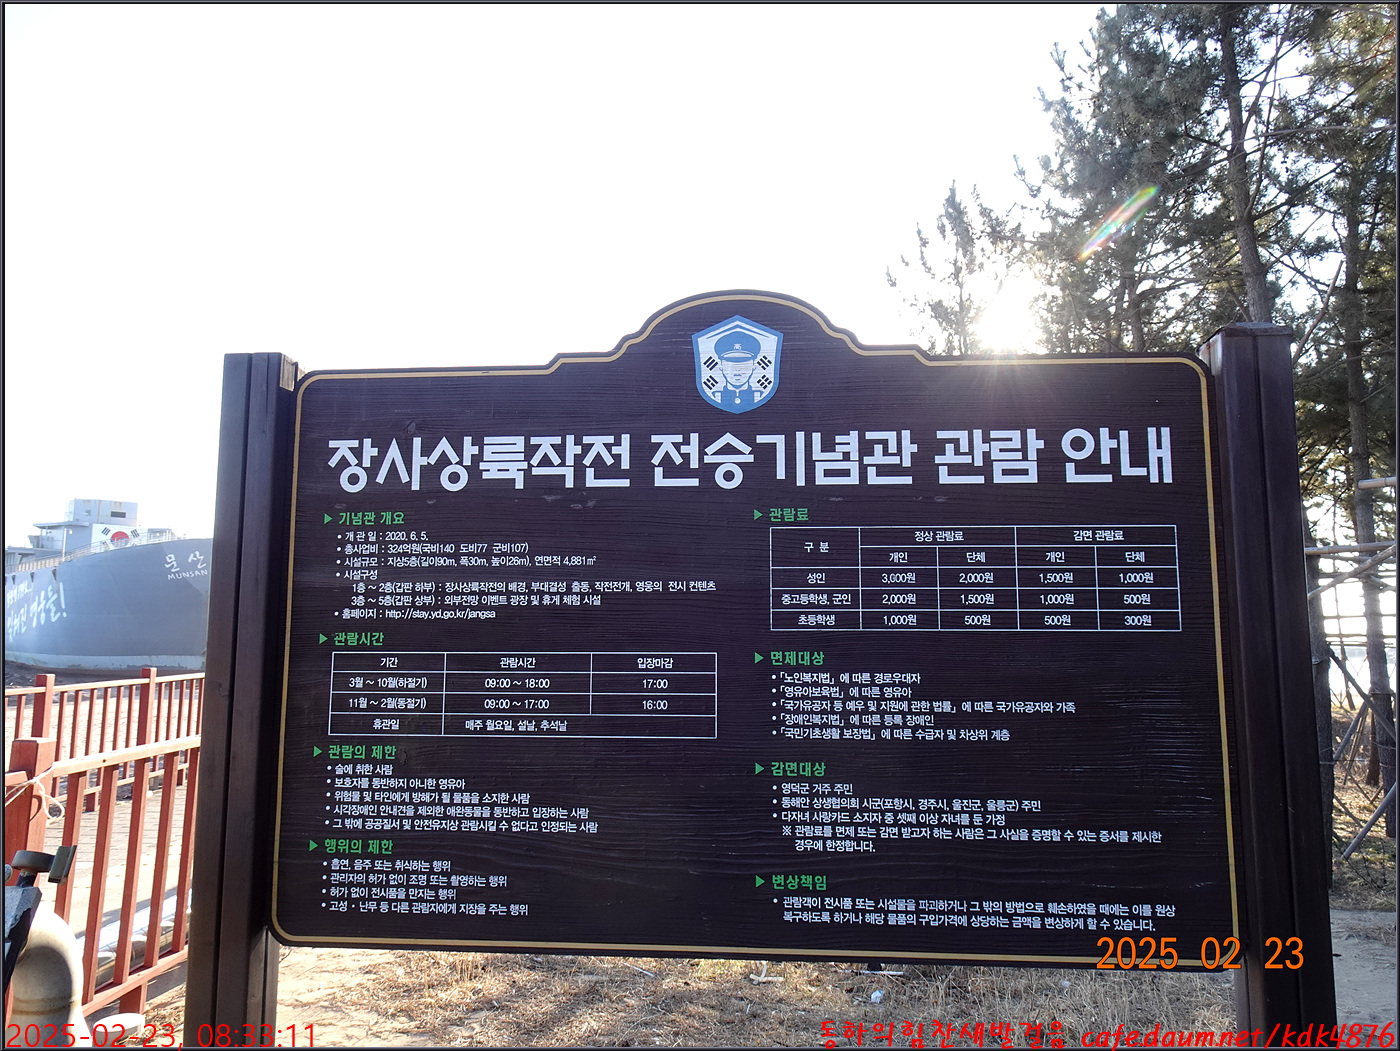 장사상륙작전 전승기념관 관람 안내
▶ 기념관 개요
• 개 관 일 : 2020. 6. 5.
• 총사업비 : 324억원(국비140 도비77 군비107)
• 시설규모 : 지상5층(길이90m, 폭30m, 높이26m), 연면적 4,881㎡
• 시설구성
1층 ~ 2층(갑판 하부) : 장사상륙작전의 배경, 부대결성 출동, 작전전개, 영웅의 전시 컨텐츠
3층 ~ 5층(갑판 상부) : 외부전망 이벤트 광장 및 휴게 체험 시설
• 홈페이지 : http://stay.yd.go.kr/jangsa
▶ 관람시간
기간 관람시간 입장마감
3월 ~ 10월(하절기) 09:00 ~ 18:00 17:00
11월 ~ 2월(동절기) 09:00 ~ 17:00 16:00
휴관일 매주 월요일, 설날, 추석날
▶ 관람의 제한
• 술에 취한 사람
• 보호자를 동반하지 아니한 영유아
• 위험물 및 타인에게 방해가 될 물품을 소지한 사람
• 시각장애인 안내견을 제외한 애완동물을 동반하고 입장하는 사람
• 그 밖에 공공질서 및 안전유지상 관람시킬 수 없다고 인정되는 사람
▶ 행위의 제한
• 흡연, 음주 또는 취식하는 행위
• 관리자의 허가 없이 조명 또는 촬영하는 행위
• 허가 없이 전시품을 만지는 행위
• 고성 · 난무 등 다른 관람자에게 지장을 주는 행위
▶ 관람료
구 분 정상 관람료 감면 관람료
개인 단체 개인 단체
성인 3,000원 2,000원 1,500원 1,000원
중고등학생, 군인 2,000원 1,500원 1,000원 500원
초등학생 1,000원 500원 500원 300원
▶ 면제대상
• 「노인복지법」에 따른 경로우대자
• 「영유아보육법」에 따른 영유아
• 「국가유공자 등 예우 및 지원에 관한 법률」에 따른 국가유공자와 가족
• 「장애인복지법」에 따른 등록 장애인
• 「국민기초생활 보장법」에 따른 수급자 및 차상위 계층
▶ 감면대상
• 영덕군 거주 주민
• 동해안 상생협의회 시군(포항시, 경주시, 울진군, 울릉군) 주민
• 다자녀 사랑카드 소지자 중 셋째 이상 자녀를 둔 가정
※ 관람료를 면제 또는 감면 받고자 하는 사람은 그 사실을 증명할 수 있는 증서를 제시한
경우에 한정합니다.
▶ 변상책임
• 관람객이 전시품 또는 시설물을 파괴하거나 그 밖의 방법으로 훼손하였을 때에는 이를 원상
복구하도록 하거나 해당 물품의 구입가격에 상당하는 금액을 변상하게 할 수 있습니다.
문 산
MUNSAN
영웅들!
2025 02 23
2025-02-23, 08:33:11
동하의힘찬새발걸음 cafe.daum.net/kdk4876